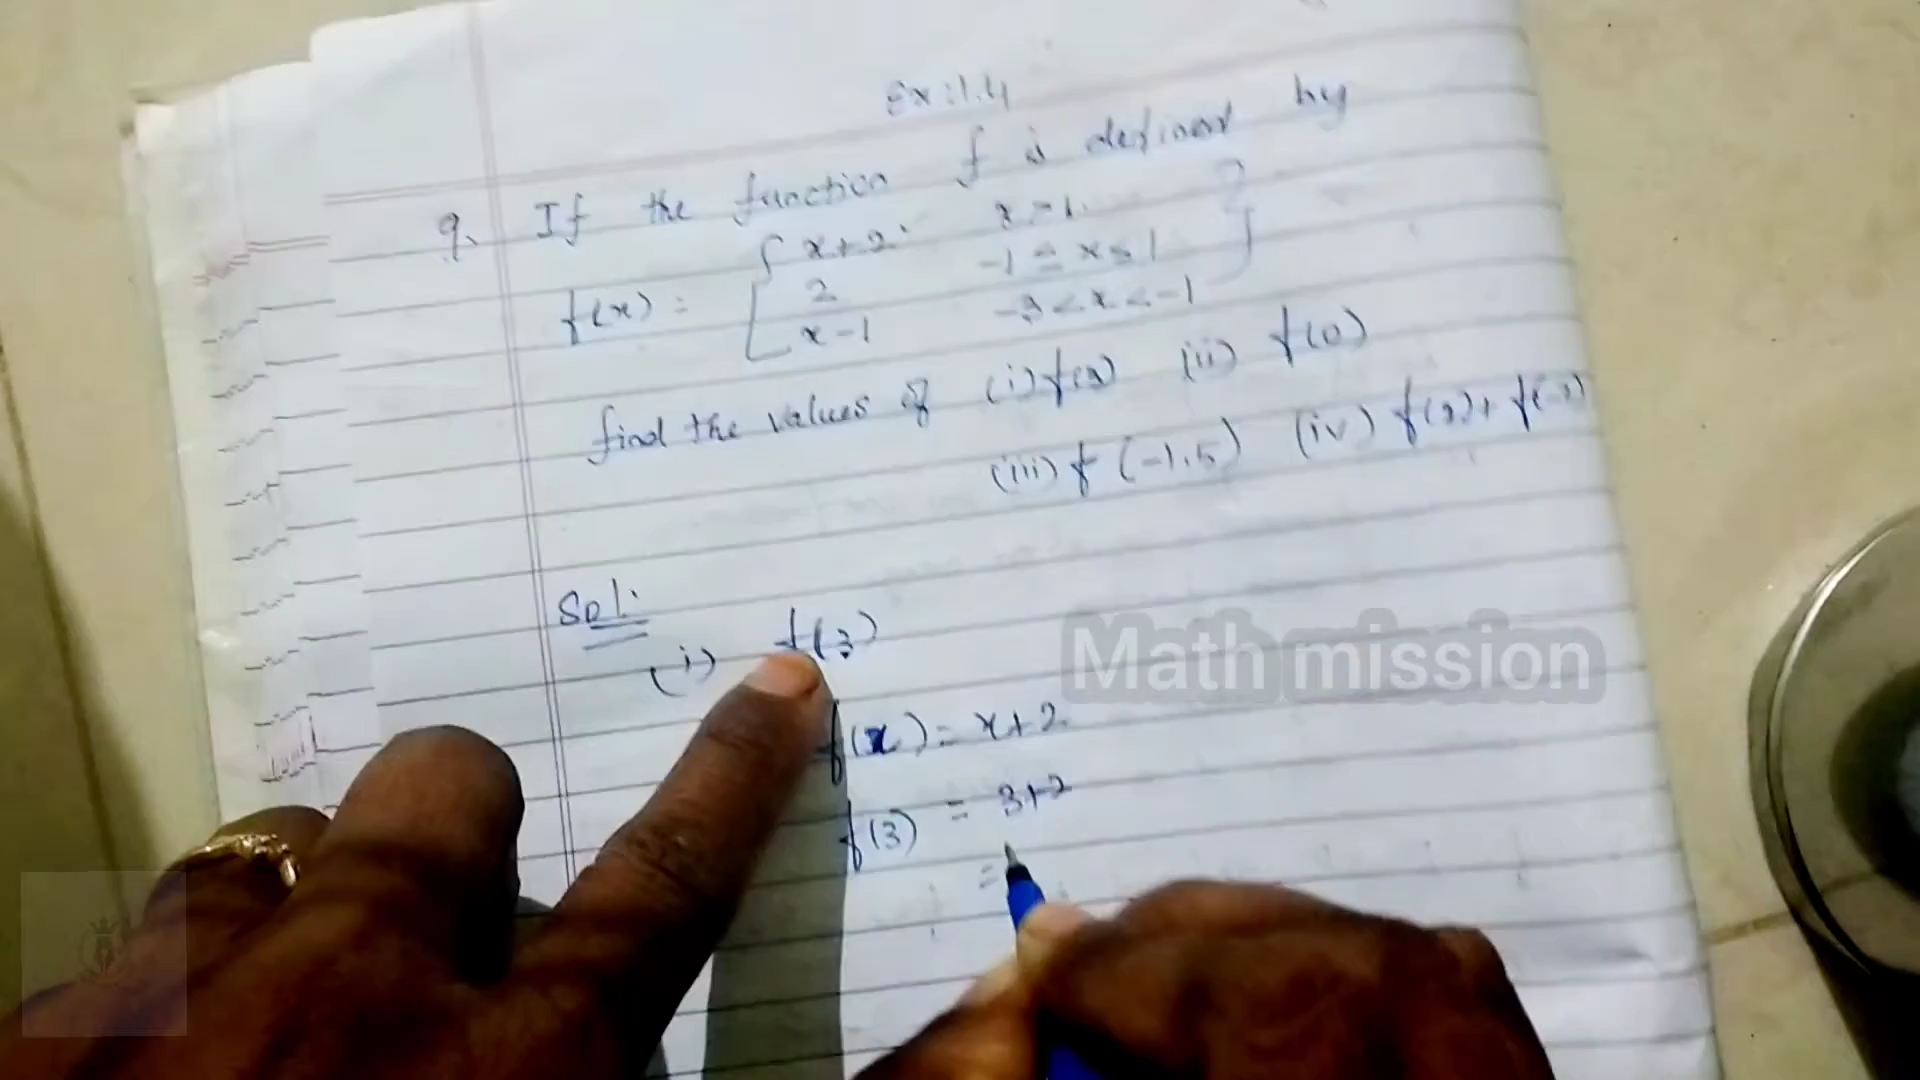 Ex:1.4
9. If the function f is defined by
f(x) = { x+2 x>1
2 -1≤x≤1
x-1 -3<x<-1 }
find the values of (i) f(3) (ii) f(0)
(iii) f(-1.5) (iv) f(2)+f(-2)
Sol:
(i) f(3)
f(x) = x+2
f(3) = 3+2
=
Math mission